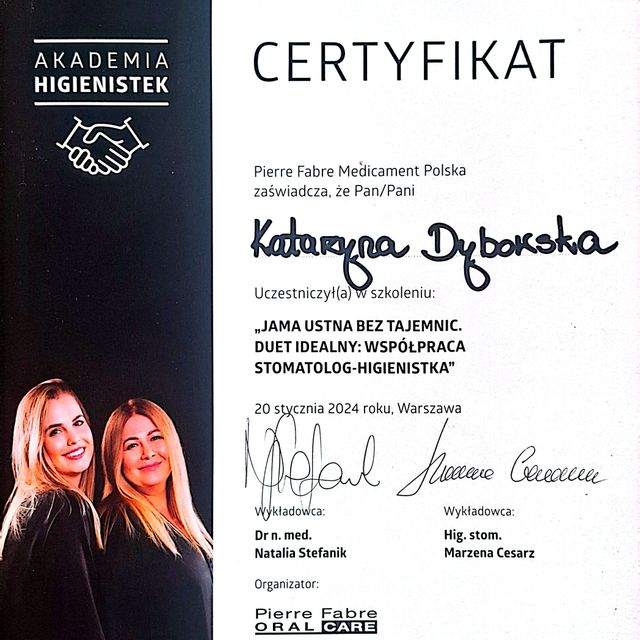 AKADEMIA
HIGIENISTEK
CERTYFIKAT
Pierre Fabre Medicament Polska
zaświadcza, że Pan/Pani
Katarzyna Dyborska
Uczestniczył(a) w szkoleniu:
„JAMA USTNA BEZ TAJEMNIC.
DUET IDEALNY: WSPÓŁPRACA
STOMATOLOG-HIGIENISTKA”
20 stycznia 2024 roku, Warszawa
Wykładowca:
Dr n. med.
Natalia Stefanik
Wykładowca:
Hig. stom.
Marzena Cesarz
Organizator:
Pierre Fabre
ORAL CARE